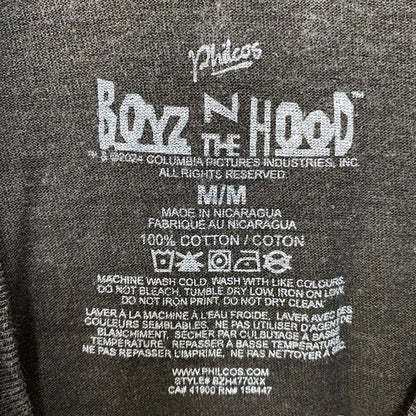 Philcos
BOYZ N THE HOOD™
™ & ©2024 COLUMBIA PICTURES INDUSTRIES, INC.
ALL RIGHTS RESERVED.
M/M
MADE IN NICARAGUA
FABRIQUÉ AU NICARAGUA
100% COTTON / COTON
MACHINE WASH COLD. WASH WITH LIKE COLOURS.
DO NOT BLEACH, TUMBLE DRY LOW, IRON ON LOW
DO NOT IRON PRINT, DO NOT DRY CLEAN.
LAVER À LA MACHINE À L'EAU FROIDE, LAVER AVEC DES
COULEURS SEMBLABLES, NE PAS UTILISER D'AGENT DE
BLANCHIMENT, SÉCHER PAR CULBUTAGE À BASSE
TEMPÉRATURE, REPASSER À BASSE TEMPÉRATURE
NE PAS REPASSER L'IMPRIMÉ, NE PAS NETTOYER À SEC.
WWW.PHILCOS.COM
STYLE# BZH4770XX
CA# 41900 RN# 158447